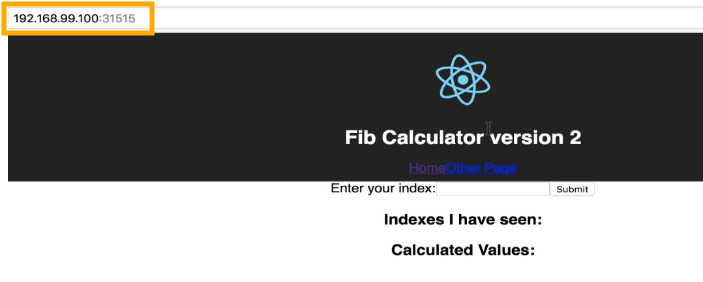 192.168.99.100:31515
Fib Calculator version 2
HomeOther Page
Enter your index: Submit
Indexes I have seen:
Calculated Values: